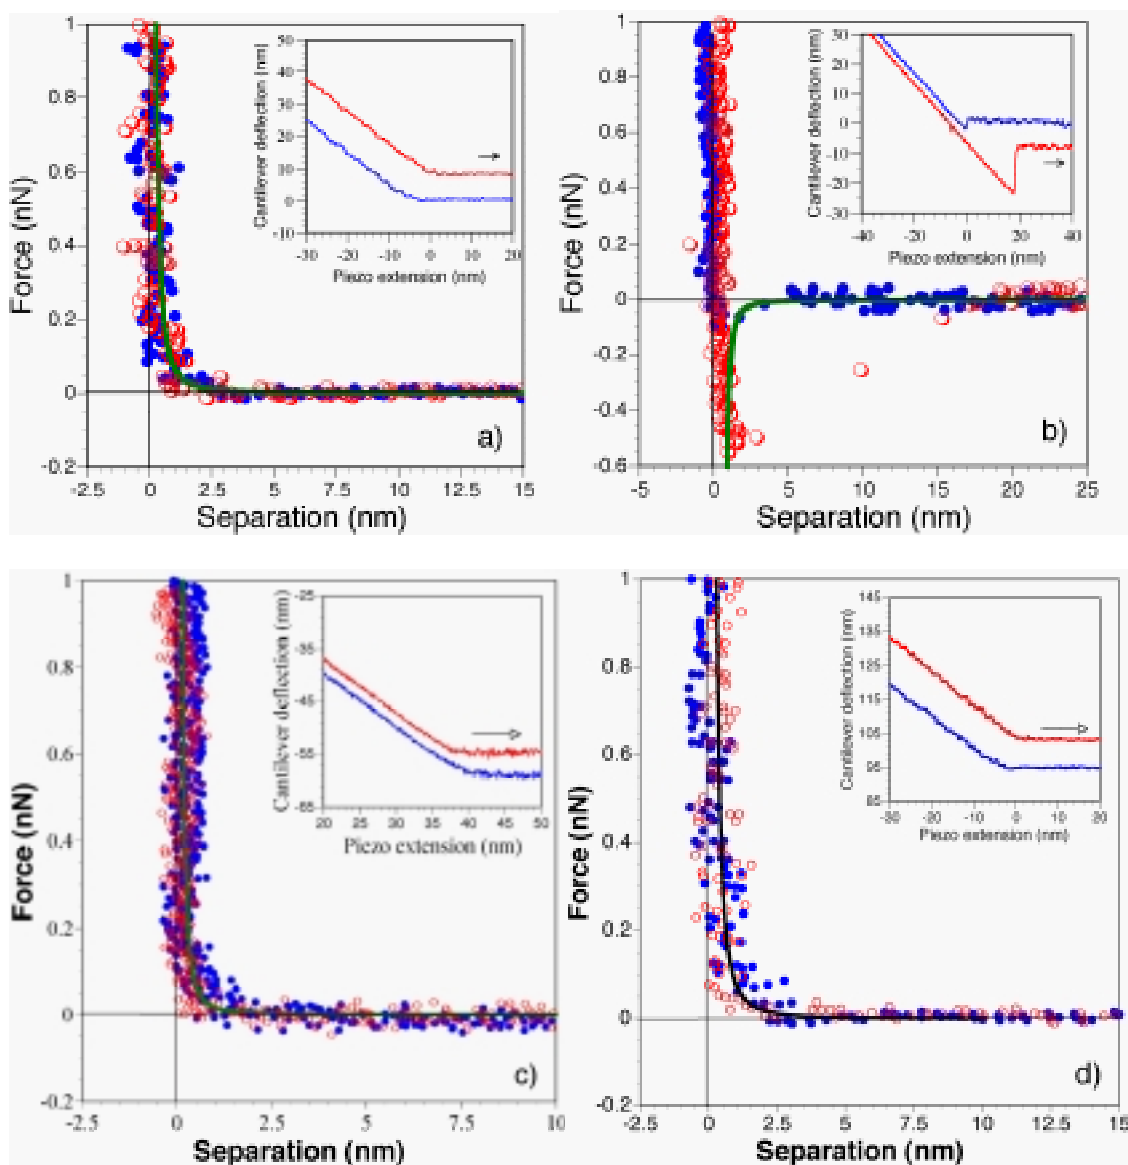 1
0.8
0.6
0.4
0.2
0
-0.2
-2.5 0 2.5 5 7.5 10 12.5 15
Force (nN)
Separation (nm)
a)
50
40
30
20
10
0
-10
-30 -20 -10 0 10 20
Cantilever deflection (nm)
Piezo extension (nm)
1
0.8
0.6
0.4
0.2
0
-0.2
-0.4
-0.6
-5 0 5 10 15 20 25
Force (nN)
Separation (nm)
b)
30
20
10
0
-10
-20
-30
-40 -20 0 20 40
Cantilever deflection (nm)
Piezo extension (nm)
1
0.8
0.6
0.4
0.2
0
-0.2
-2.5 0 2.5 5 7.5 10
Force (nN)
Separation (nm)
c)
-25
-35
-45
-55
-65
20 25 30 35 40 45 50
Cantilever deflection (nm)
Piezo extension (nm)
1
0.8
0.6
0.4
0.2
0
-0.2
-2.5 0 2.5 5 7.5 10 12.5 15
Force (nN)
Separation (nm)
d)
145
135
125
115
105
95
85
-30 -20 -10 0 10 20
Cantilever deflection (nm)
Piezo extension (nm)